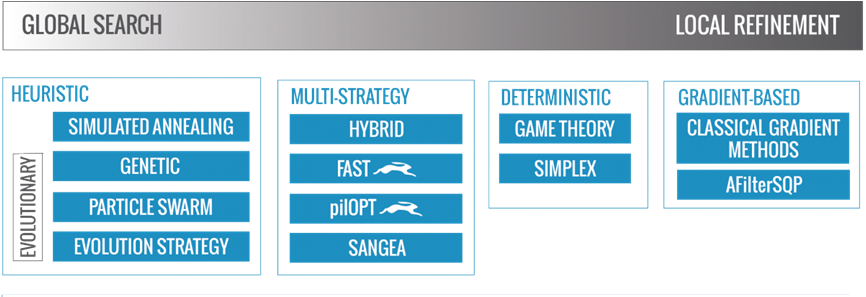 GLOBAL SEARCH
LOCAL REFINEMENT
HEURISTIC
SIMULATED ANNEALING
EVOLUTIONARY
GENETIC
PARTICLE SWARM
EVOLUTION STRATEGY
MULTI-STRATEGY
HYBRID
FAST
pilOPT
SANGEA
DETERMINISTIC
GAME THEORY
SIMPLEX
GRADIENT-BASED
CLASSICAL GRADIENT
METHODS
AFilterSQP